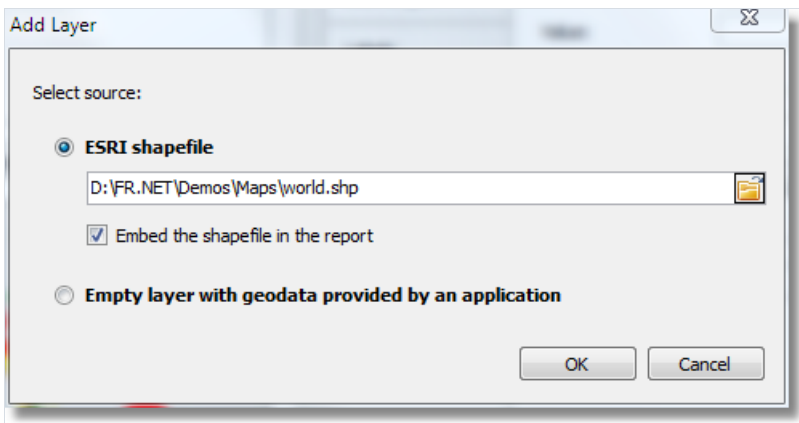 Add Layer
Select source:
ESRI shapefile
D:\FR.NET\Demos\Maps\world.shp
Embed the shapefile in the report
Empty layer with geodata provided by an application
OK
Cancel